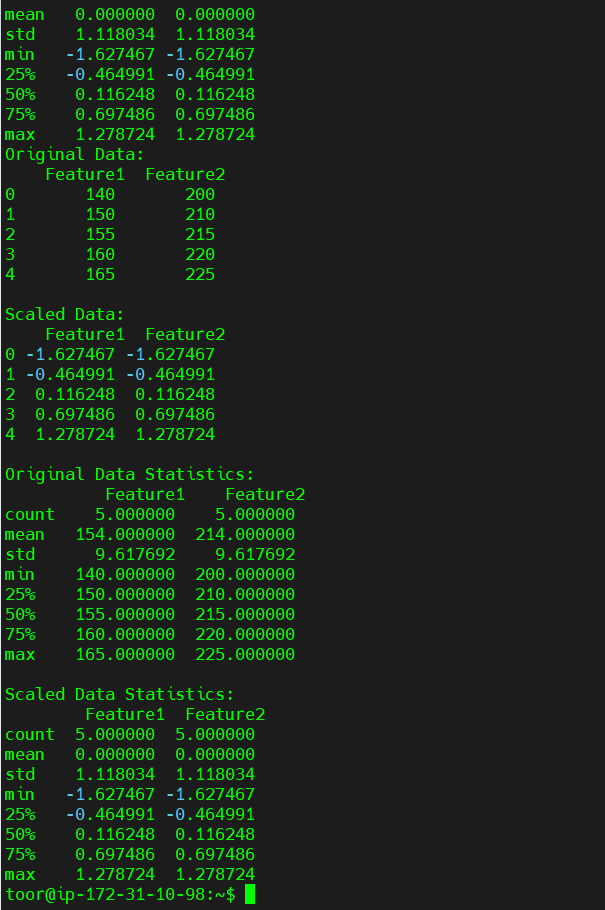 mean   0.000000  0.000000
std    1.118034  1.118034
min   -1.627467 -1.627467
25%   -0.464991 -0.464991
50%    0.116248  0.116248
75%    0.697486  0.697486
max    1.278724  1.278724
Original Data:
    Feature1  Feature2
0       140       200
1       150       210
2       155       215
3       160       220
4       165       225

Scaled Data:
    Feature1  Feature2
0 -1.627467 -1.627467
1 -0.464991 -0.464991
2  0.116248  0.116248
3  0.697486  0.697486
4  1.278724  1.278724

Original Data Statistics:
          Feature1    Feature2
count    5.000000    5.000000
mean   154.000000  214.000000
std      9.617692    9.617692
min    140.000000  200.000000
25%    150.000000  210.000000
50%    155.000000  215.000000
75%    160.000000  220.000000
max    165.000000  225.000000

Scaled Data Statistics:
        Feature1  Feature2
count  5.000000  5.000000
mean   0.000000  0.000000
std    1.118034  1.118034
min   -1.627467 -1.627467
25%   -0.464991 -0.464991
50%    0.116248  0.116248
75%    0.697486  0.697486
max    1.278724  1.278724
toor@ip-172-31-10-98:~$